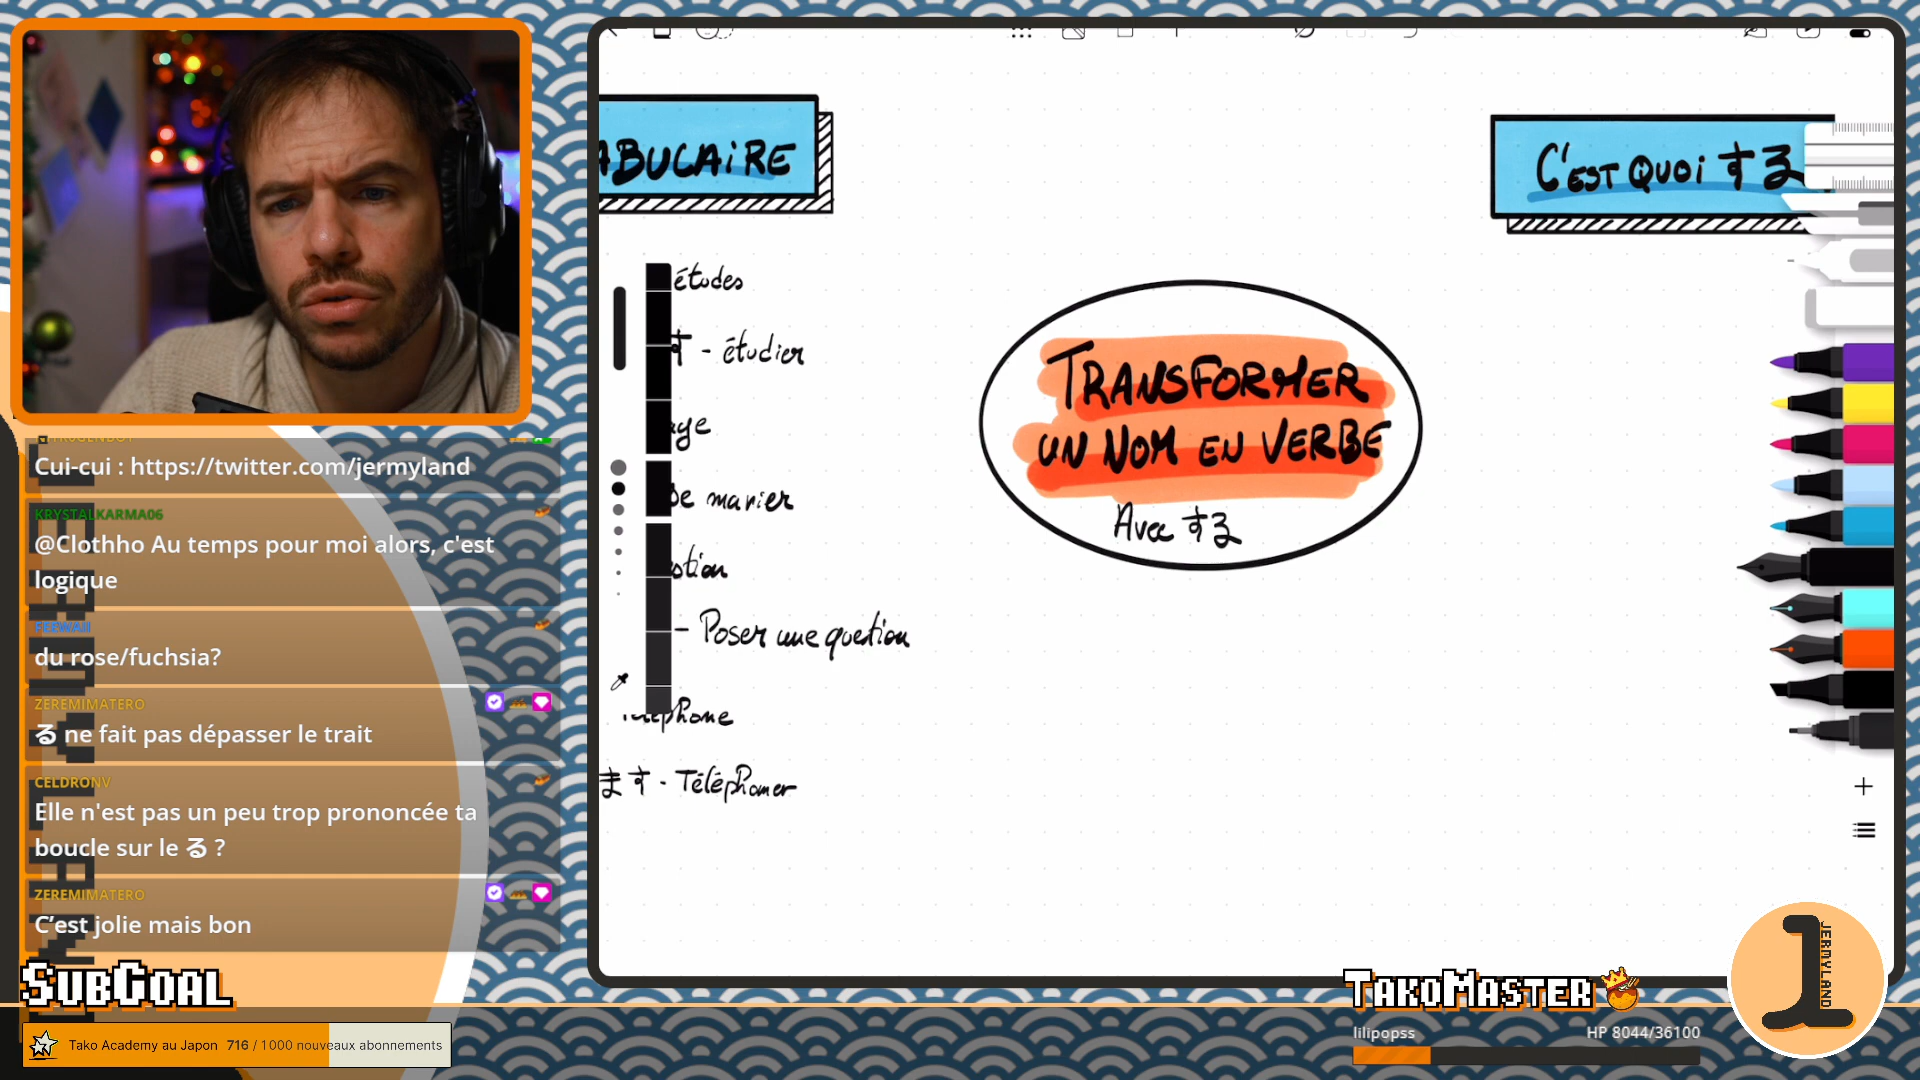 Cui-cui : https://twitter.com/jermyland
KRYSTALKARMA06
@Clothho Au temps pour moi alors, c'est
logique
du rose/fuchsia?
ZEREMIMATERO
る ne fait pas dépasser le trait
CELDRONV
Elle n'est pas un peu trop prononcée ta
boucle sur le る ?
ZEREMIMATERO
C'est jolie mais bon
SUBGOAL
Tako Academy au Japon 716 / 1000 nouveaux abonnements
ABUCAIRE
études
す - étudier
de marier
- Poser une question
Téléphone
ます - Téléphoner
TRANSFORMER
UN NOM EN VERBE
Avec する
C'EST QUOI する
TAKOMASTER
lilipopss HP 8044/36100
JERMYLAND